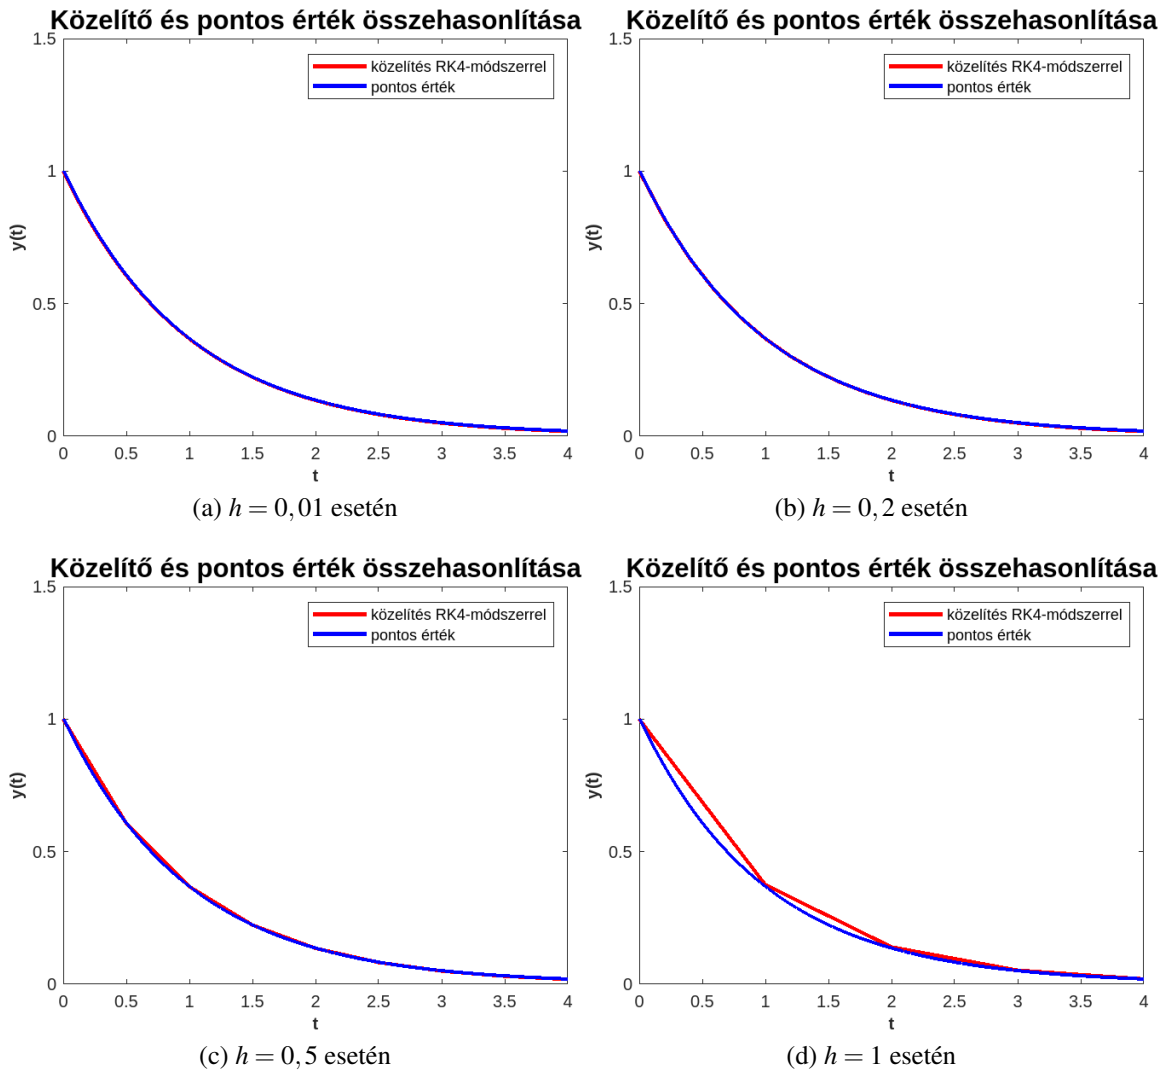 Közelítő és pontos érték összehasonlítása
közelítés RK4-módszerrel
pontos érték
1.5
1
0.5
0
y(t)
0 0.5 1 1.5 2 2.5 3 3.5 4
t
(a) h = 0,01 esetén
Közelítő és pontos érték összehasonlítása
közelítés RK4-módszerrel
pontos érték
1.5
1
0.5
0
y(t)
0 0.5 1 1.5 2 2.5 3 3.5 4
t
(b) h = 0,2 esetén
Közelítő és pontos érték összehasonlítása
közelítés RK4-módszerrel
pontos érték
1.5
1
0.5
0
y(t)
0 0.5 1 1.5 2 2.5 3 3.5 4
t
(c) h = 0,5 esetén
Közelítő és pontos érték összehasonlítása
közelítés RK4-módszerrel
pontos érték
1.5
1
0.5
0
y(t)
0 0.5 1 1.5 2 2.5 3 3.5 4
t
(d) h = 1 esetén